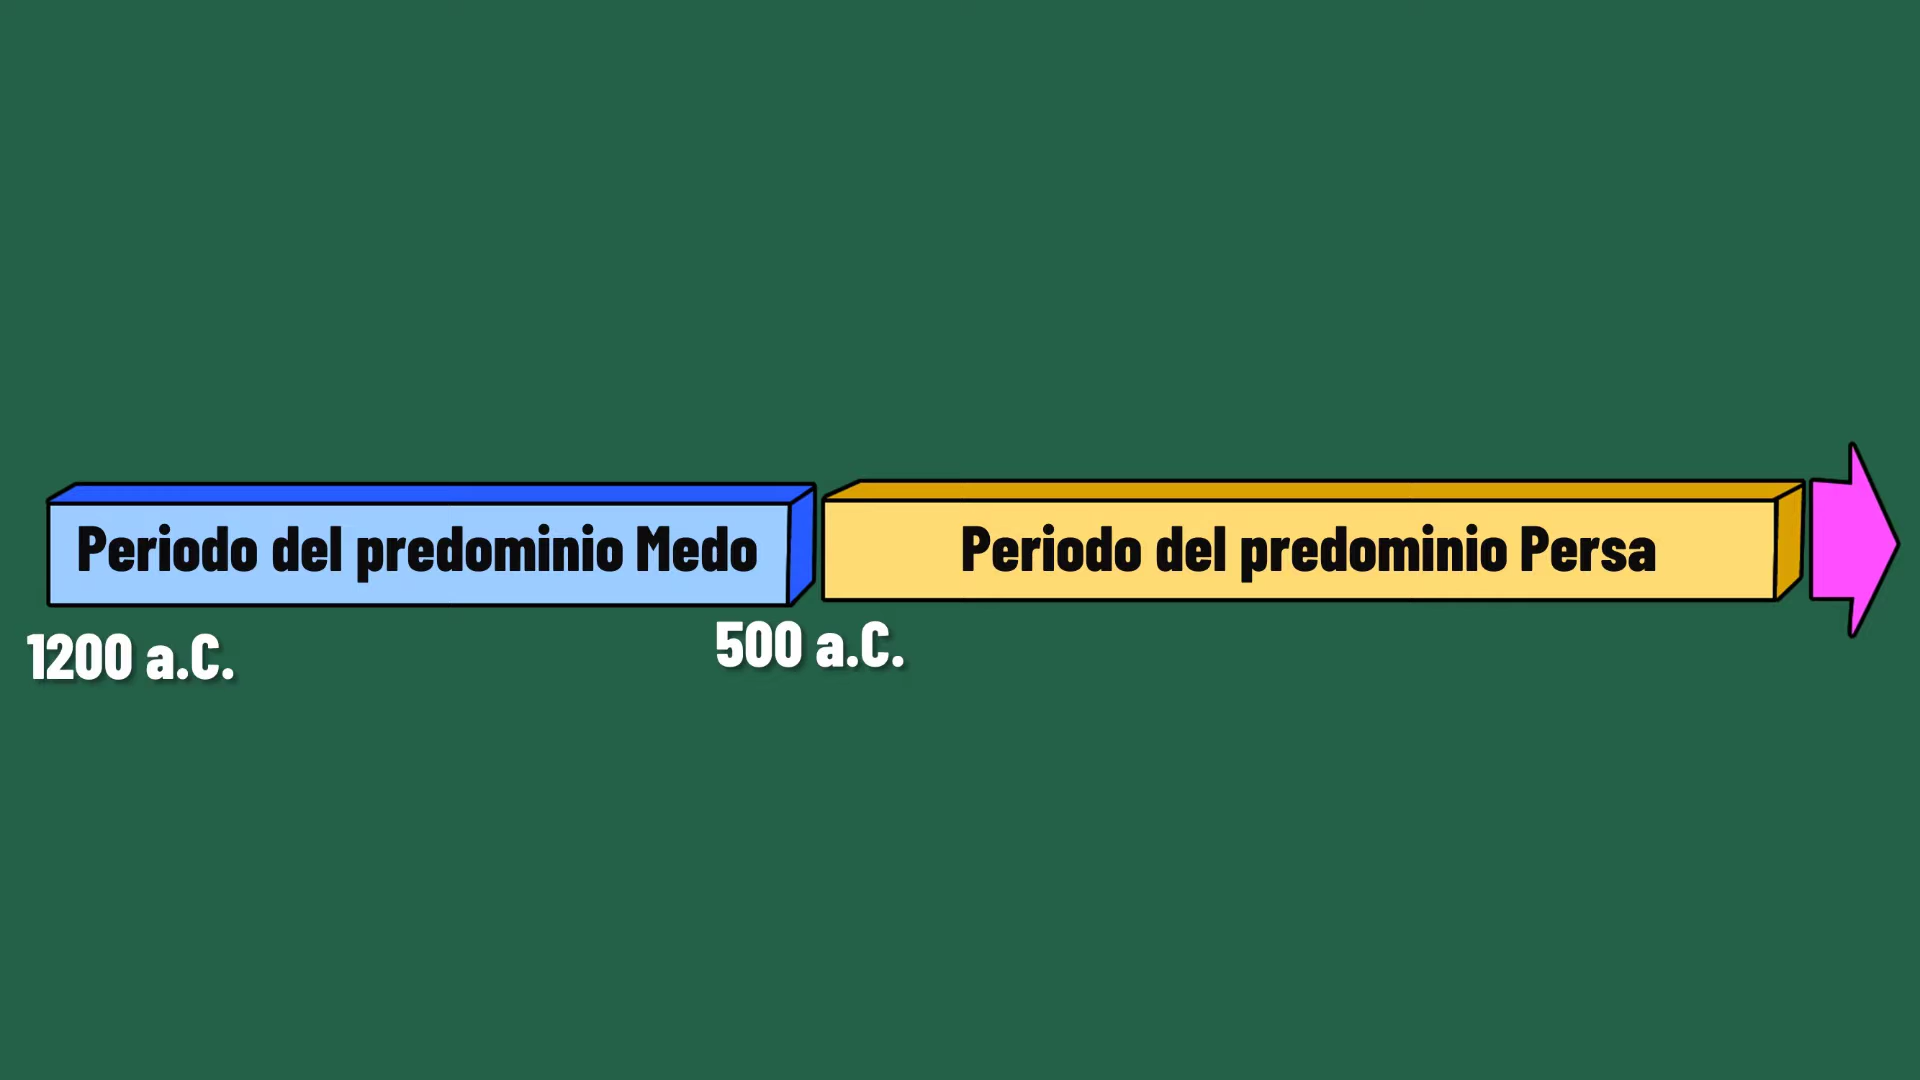 Periodo del predominio Medo
Periodo del predominio Persa
1200 a.C.
500 a.C.